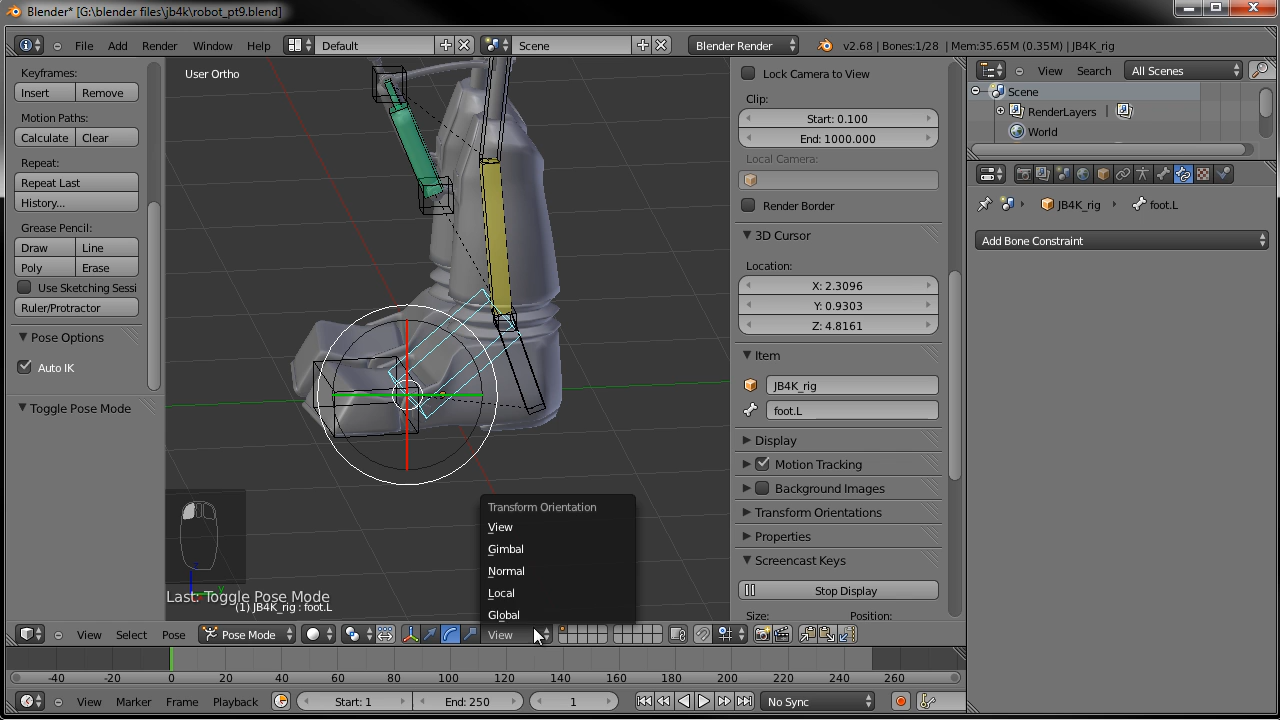 Blender* [G:\blender files\jb4k\robot_pt9.blend]
File Add Render Window Help Default Scene Blender Render v2.68 | Bones:1/28 | Mem:35.65M (0.35M) | JB4K_rig
View Search All Scenes
Scene
RenderLayers |
World
JB4K_rig foot.L
Add Bone Constraint
Keyframes:
Insert Remove
Motion Paths:
Calculate Clear
Repeat:
Repeat Last
History...
Grease Pencil:
Draw Line
Poly Erase
Use Sketching Sessi
Ruler/Protractor
Pose Options
Auto IK
Toggle Pose Mode
User Ortho
Last: Toggle Pose Mode
(1) JB4K_rig : foot.L
Transform Orientation
View
Gimbal
Normal
Local
Global
Lock Camera to View
Clip:
Start: 0.100
End: 1000.000
Local Camera:
Render Border
3D Cursor
Location:
X: 2.3096
Y: 0.9303
Z: 4.8161
Item
JB4K_rig
foot.L
Display
Motion Tracking
Background Images
Transform Orientations
Properties
Screencast Keys
Stop Display
Size: Position:
View Select Pose Pose Mode View
-40 -20 0 20 40 60 80 100 120 140 160 180 200 220 240 260
View Marker Frame Playback Start: 1 End: 250 1 No Sync